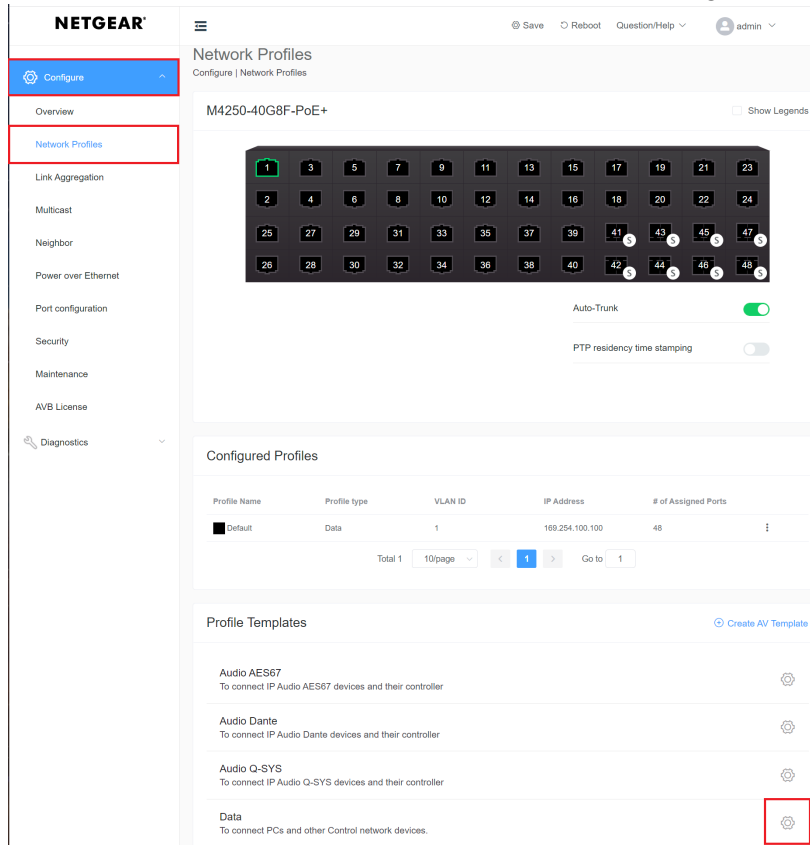 NETGEAR®
Save Reboot Question/Help admin
Network Profiles
Configure | Network Profiles
Configure
Overview
Network Profiles
Link Aggregation
Multicast
Neighbor
Power over Ethernet
Port configuration
Security
Maintenance
AVB License
Diagnostics
M4250-40G8F-PoE+
Show Legends
1 3 5 7 9 11 13 15 17 19 21 23
2 4 6 8 10 12 14 16 18 20 22 24
25 27 29 31 33 35 37 39 41 S 43 S 45 S 47 S
26 28 30 32 34 36 38 40 42 S 44 S 46 S 48 S
Auto-Trunk
PTP residency time stamping
Configured Profiles
Profile Name Profile type VLAN ID IP Address # of Assigned Ports
Default Data 1 169.254.100.100 48
Total 1 10/page < 1 > Go to 1
Profile Templates
Create AV Template
Audio AES67
To connect IP Audio AES67 devices and their controller
Audio Dante
To connect IP Audio Dante devices and their controller
Audio Q-SYS
To connect IP Audio Q-SYS devices and their controller
Data
To connect PCs and other Control network devices.